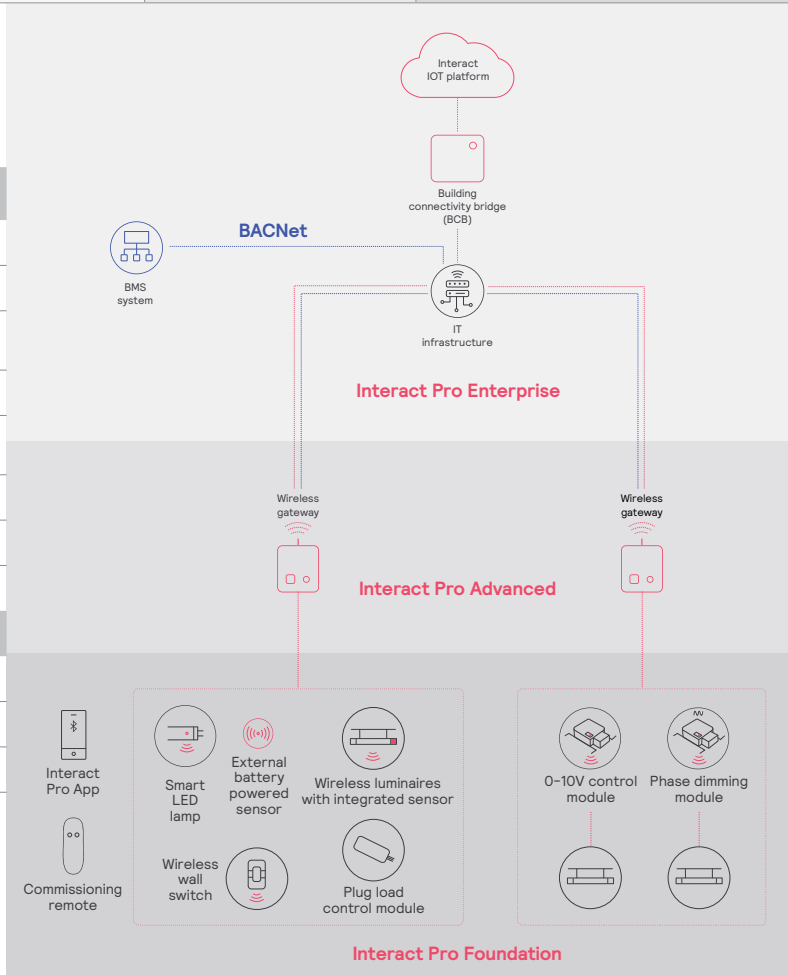 Interact
IOT platform
Building
connectivity bridge
(BCB)
BACNet
BMS
system
IT
infrastructure
Interact Pro Enterprise
Wireless
gateway
Wireless
gateway
Interact Pro Advanced
Interact
Pro App
Smart
LED
lamp
External
battery
powered
sensor
Wireless luminaires
with integrated sensor
0-10V control
module
Phase dimming
module
Commissioning
remote
Wireless
wall
switch
Plug load
control module
Interact Pro Foundation